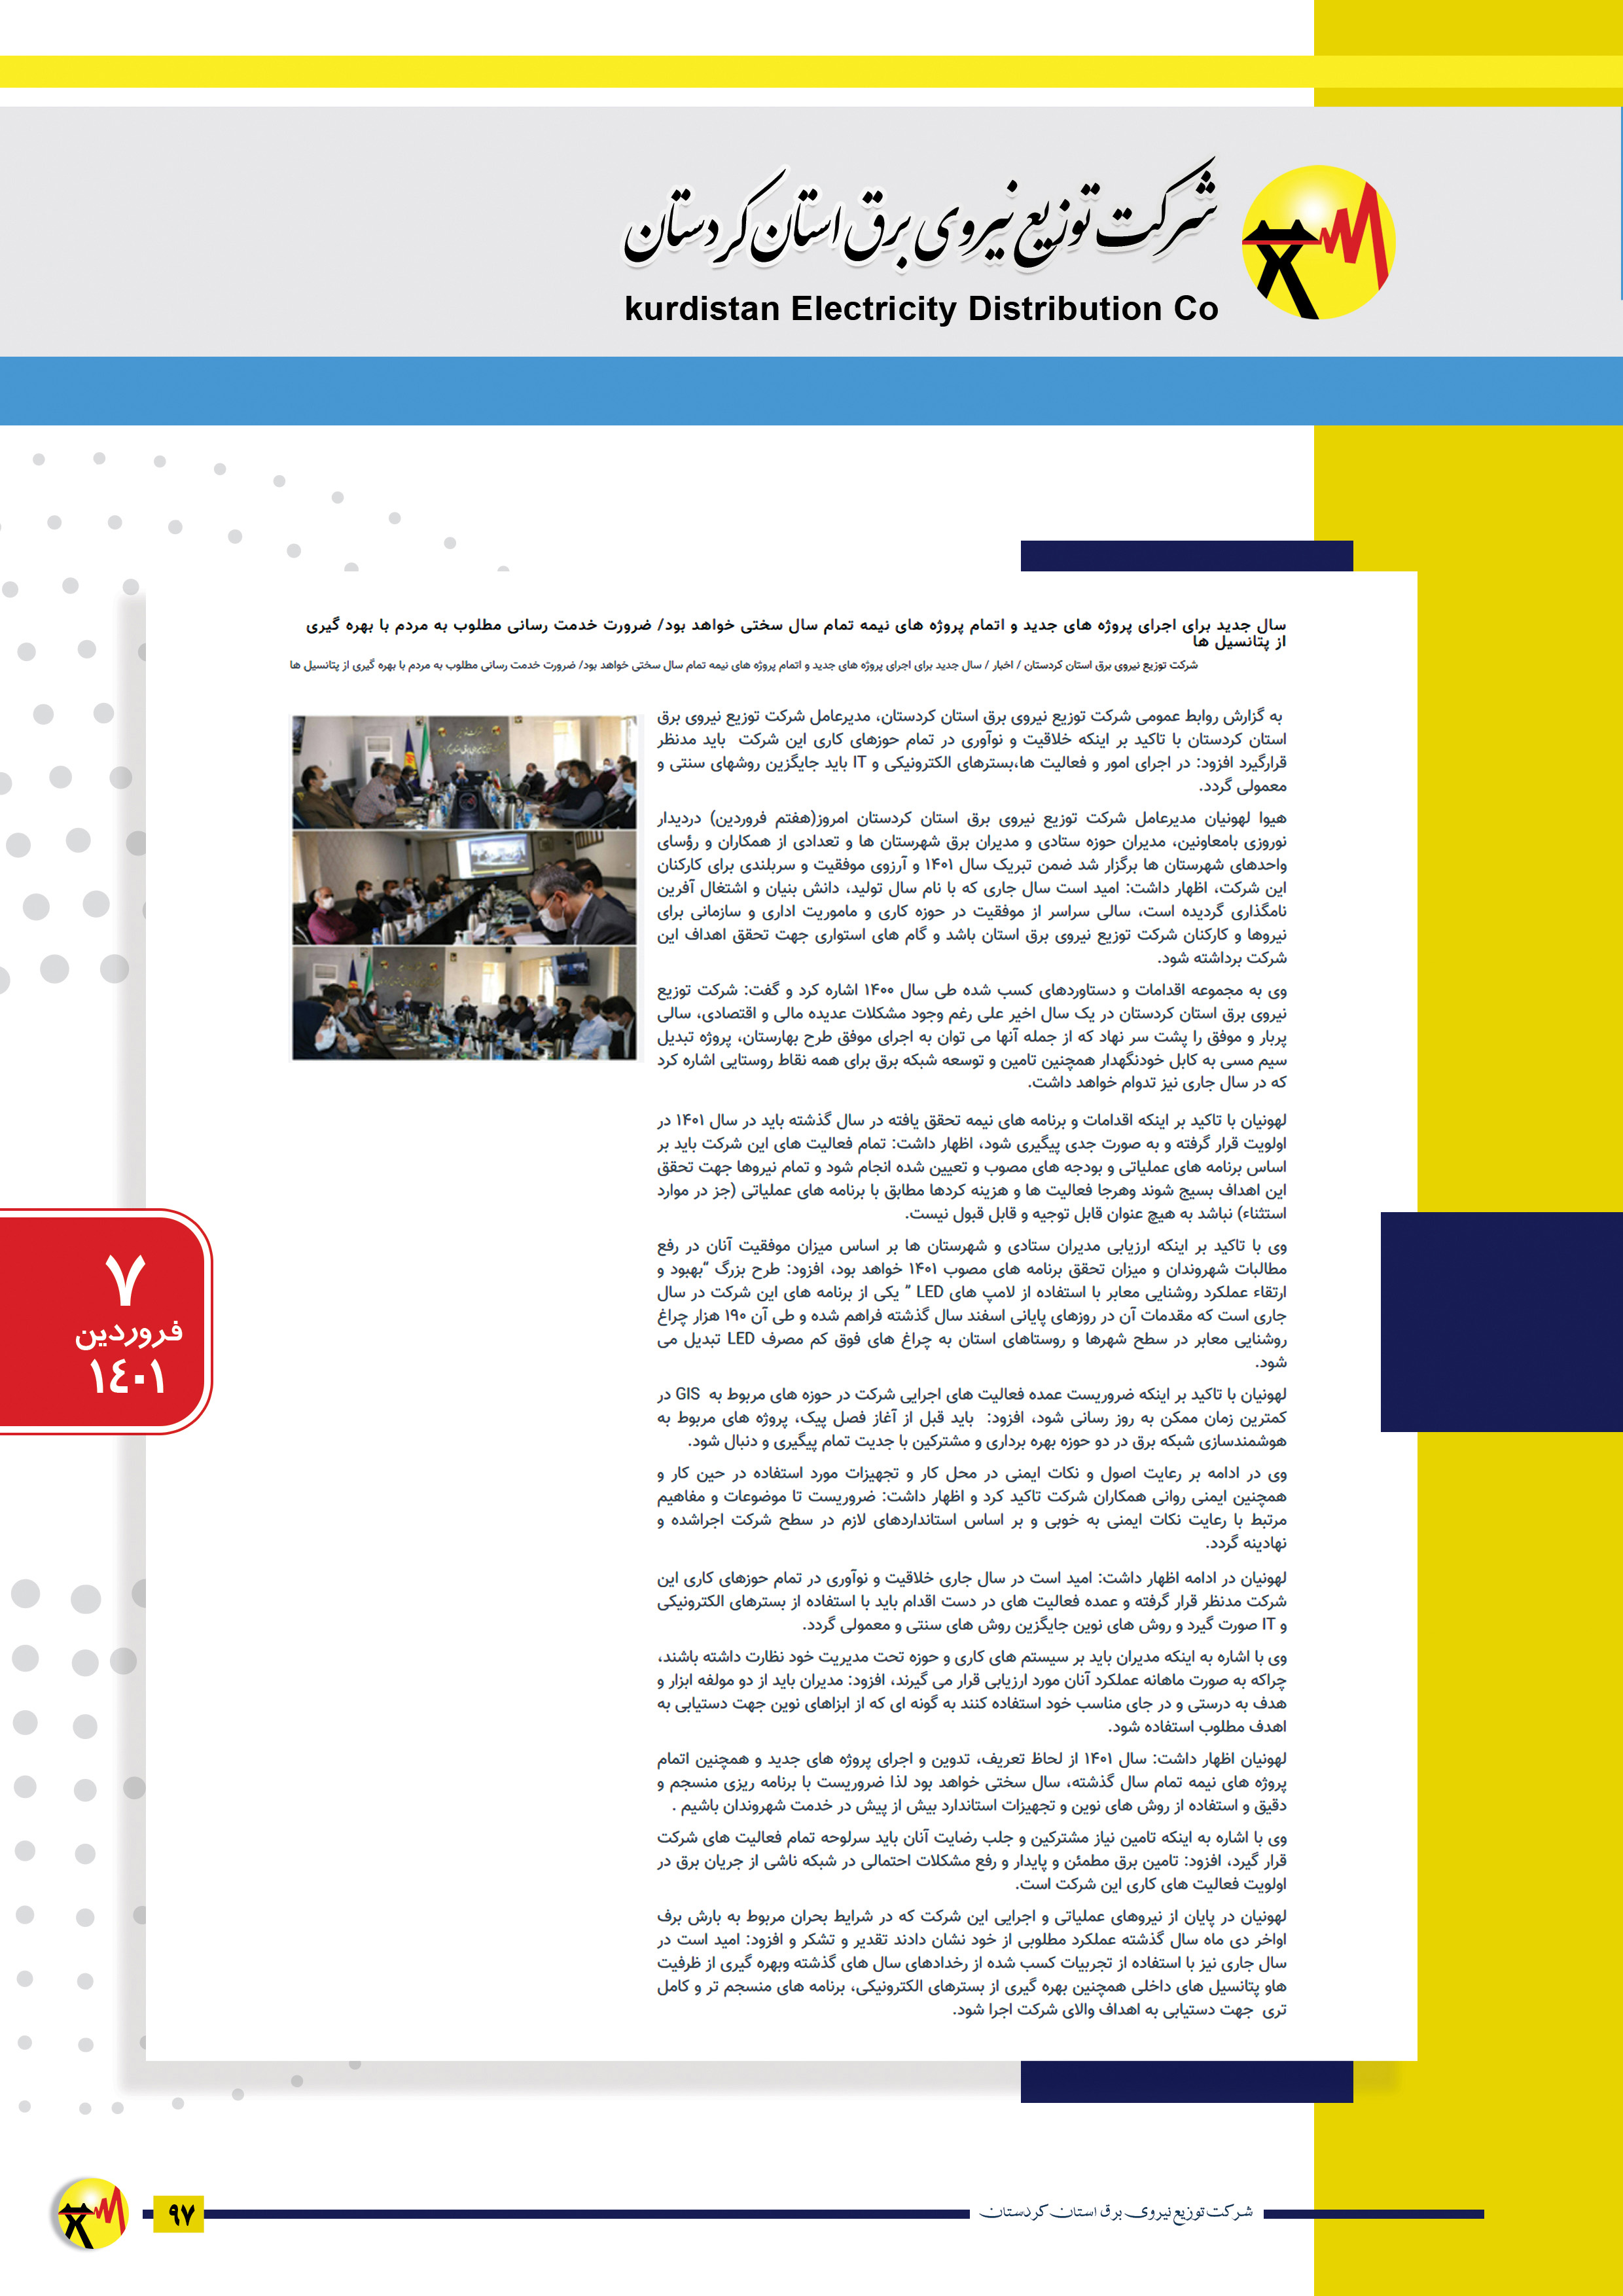 شرکت توزیع نیروی برق استان کردستان
kurdistan Electricity Distribution Co
سال جدید برای اجرای پروژه های جدید و اتمام پروژه های نیمه تمام سال سختی خواهد بود/ ضرورت خدمت رسانی مطلوب به مردم با بهره گیری
از پتانسیل ها
شرکت توزیع نیروی برق استان کردستان / اخبار / سال جدید برای اجرای پروژه های جدید و اتمام پروژه های نیمه تمام سال سختی خواهد بود/ ضرورت خدمت رسانی مطلوب به مردم با بهره گیری از پتانسیل ها
به گزارش روابط عمومی شرکت توزیع نیروی برق استان کردستان، مدیرعامل شرکت توزیع نیروی برق
استان کردستان با تاکید بر اینکه خلاقیت و نوآوری در تمام حوزهای کاری این شرکت باید مدنظر
قرارگیرد افزود: در اجرای امور و فعالیت ها،بسترهای الکترونیکی و IT باید جایگزین روشهای سنتی و
معمولی گردد.
هیوا لهونیان مدیرعامل شرکت توزیع نیروی برق استان کردستان امروز(هفتم فروردین) دردیدار
نوروزی بامعاونین، مدیران حوزه ستادی و مدیران برق شهرستان ها و تعدادی از همکاران و رؤسای
واحدهای شهرستان ها برگزار شد ضمن تبریک سال ۱۴۰۱ و آرزوی موفقیت و سربلندی برای کارکنان
این شرکت، اظهار داشت: امید است سال جاری که با نام سال تولید، دانش بنیان و اشتغال آفرین
نامگذاری گردیده است، سالی سراسر از موفقیت در حوزه کاری و ماموریت اداری و سازمانی برای
نیروها و کارکنان شرکت توزیع نیروی برق استان باشد و گام های استواری جهت تحقق اهداف این
شرکت برداشته شود.
وی به مجموعه اقدامات و دستاوردهای کسب شده طی سال ۱۴۰۰ اشاره کرد و گفت: شرکت توزیع
نیروی برق استان کردستان در یک سال اخیر علی رغم وجود مشکلات عدیده مالی و اقتصادی، سالی
پربار و موفق را پشت سر نهاد که از جمله آنها می توان به اجرای موفق طرح بهارستان، پروژه تبدیل
سیم مسی به کابل خودنگهدار همچنین تامین و توسعه شبکه برق برای همه نقاط روستایی اشاره کرد
که در سال جاری نیز تدوام خواهد داشت.
لهونیان با تاکید بر اینکه اقدامات و برنامه های نیمه تحقق یافته در سال گذشته باید در سال ۱۴۰۱ در
اولویت قرار گرفته و به صورت جدی پیگیری شود، اظهار داشت: تمام فعالیت های این شرکت باید بر
اساس برنامه های عملیاتی و بودجه های مصوب و تعیین شده انجام شود و تمام نیروها جهت تحقق
این اهداف بسیج شوند وهرجا فعالیت ها و هزینه کردها مطابق با برنامه های عملیاتی (جز در موارد
استثناء) نباشد به هیچ عنوان قابل توجیه و قابل قبول نیست.
وی با تاکید بر اینکه ارزیابی مدیران ستادی و شهرستان ها بر اساس میزان موفقیت آنان در رفع
مطالبات شهروندان و میزان تحقق برنامه های مصوب ۱۴۰۱ خواهد بود، افزود: طرح بزرگ “بهبود و
ارتقاء عملکرد روشنایی معابر با استفاده از لامپ های LED ” یکی از برنامه های این شرکت در سال
جاری است که مقدمات آن در روزهای پایانی اسفند سال گذشته فراهم شده و طی آن ۱۹۰ هزار چراغ
روشنایی معابر در سطح شهرها و روستاهای استان به چراغ های فوق کم مصرف LED تبدیل می
شود.
لهونیان با تاکید بر اینکه ضروریست عمده فعالیت های اجرایی شرکت در حوزه های مربوط به GIS در
کمترین زمان ممکن به روز رسانی شود، افزود: باید قبل از آغاز فصل پیک، پروژه های مربوط به
هوشمندسازی شبکه برق در دو حوزه بهره برداری و مشترکین با جدیت تمام پیگیری و دنبال شود.
وی در ادامه بر رعایت اصول و نکات ایمنی در محل کار و تجهیزات مورد استفاده در حین کار و
همچنین ایمنی روانی همکاران شرکت تاکید کرد و اظهار داشت: ضروریست تا موضوعات و مفاهیم
مرتبط با رعایت نکات ایمنی به خوبی و بر اساس استانداردهای لازم در سطح شرکت اجراشده و
نهادینه گردد.
لهونیان در ادامه اظهار داشت: امید است در سال جاری خلاقیت و نوآوری در تمام حوزهای کاری این
شرکت مدنظر قرار گرفته و عمده فعالیت های در دست اقدام باید با استفاده از بسترهای الکترونیکی
و IT صورت گیرد و روش های نوین جایگزین روش های سنتی و معمولی گردد.
وی با اشاره به اینکه مدیران باید بر سیستم های کاری و حوزه تحت مدیریت خود نظارت داشته باشند،
چراکه به صورت ماهانه عملکرد آنان مورد ارزیابی قرار می گیرند، افزود: مدیران باید از دو مولفه ابزار و
هدف به درستی و در جای مناسب خود استفاده کنند به گونه ای که از ابزاهای نوین جهت دستیابی به
اهدف مطلوب استفاده شود.
لهونیان اظهار داشت: سال ۱۴۰۱ از لحاظ تعریف، تدوین و اجرای پروژه های جدید و همچنین اتمام
پروژه های نیمه تمام سال گذشته، سال سختی خواهد بود لذا ضروریست با برنامه ریزی منسجم و
دقیق و استفاده از روش های نوین و تجهیزات استاندارد بیش از پیش در خدمت شهروندان باشیم .
وی با اشاره به اینکه تامین نیاز مشترکین و جلب رضایت آنان باید سرلوحه تمام فعالیت های شرکت
قرار گیرد، افزود: تامین برق مطمئن و پایدار و رفع مشکلات احتمالی در شبکه ناشی از جریان برق در
اولویت فعالیت های کاری این شرکت است.
لهونیان در پایان از نیروهای عملیاتی و اجرایی این شرکت که در شرایط بحران مربوط به بارش برف
اواخر دی ماه سال گذشته عملکرد مطلوبی از خود نشان دادند تقدیر و تشکر و افزود: امید است در
سال جاری نیز با استفاده از تجربیات کسب شده از رخدادهای سال های گذشته وبهره گیری از ظرفیت
هاو پتانسیل های داخلی همچنین بهره گیری از بسترهای الکترونیکی، برنامه های منسجم تر و کامل
تری جهت دستیابی به اهداف والای شرکت اجرا شود.
۷
فروردین
۱٤۰۱
شرکت توزیع نیروی برق استان کردستان
۹۷